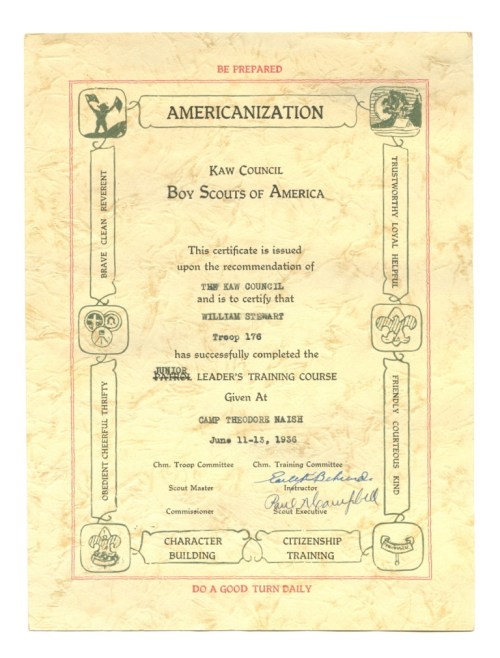 BE PREPARED
AMERICANIZATION
KAW COUNCIL
BOY SCOUTS OF AMERICA
BRAVE CLEAN REVERENT
TRUSTWORTHY LOYAL HELPFUL
This certificate is issued
upon the recommendation of
THE KAW COUNCIL
and is to certify that
WILLIAM STEWART
Troop 176
has successfully completed the
JUNIOR
PATROL LEADER'S TRAINING COURSE
Given At
CAMP THEODORE NAISH
June 11-13, 1936
OBEDIENT CHEERFUL THRIFTY
FRIENDLY COURTEOUS KIND
Chm. Troop Committee Chm. Training Committee
Scout Master Instructor
Paul N Campbell
Commissioner Scout Executive
CHARACTER BUILDING
CITIZENSHIP TRAINING
DO A GOOD TURN DAILY